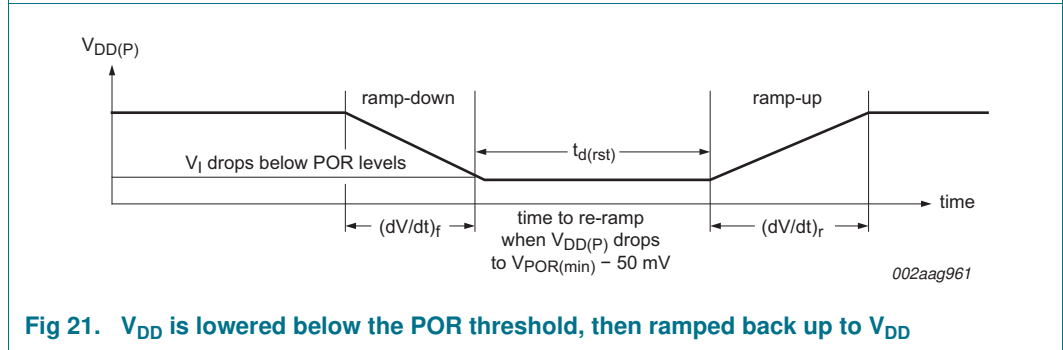 VDD(P)
ramp-down
ramp-up
td(rst)
VI drops below POR levels
time
(dV/dt)f
time to re-ramp
when VDD(P) drops
to VPOR(min) − 50 mV
(dV/dt)r
002aag961
Fig 21. VDD is lowered below the POR threshold, then ramped back up to VDD